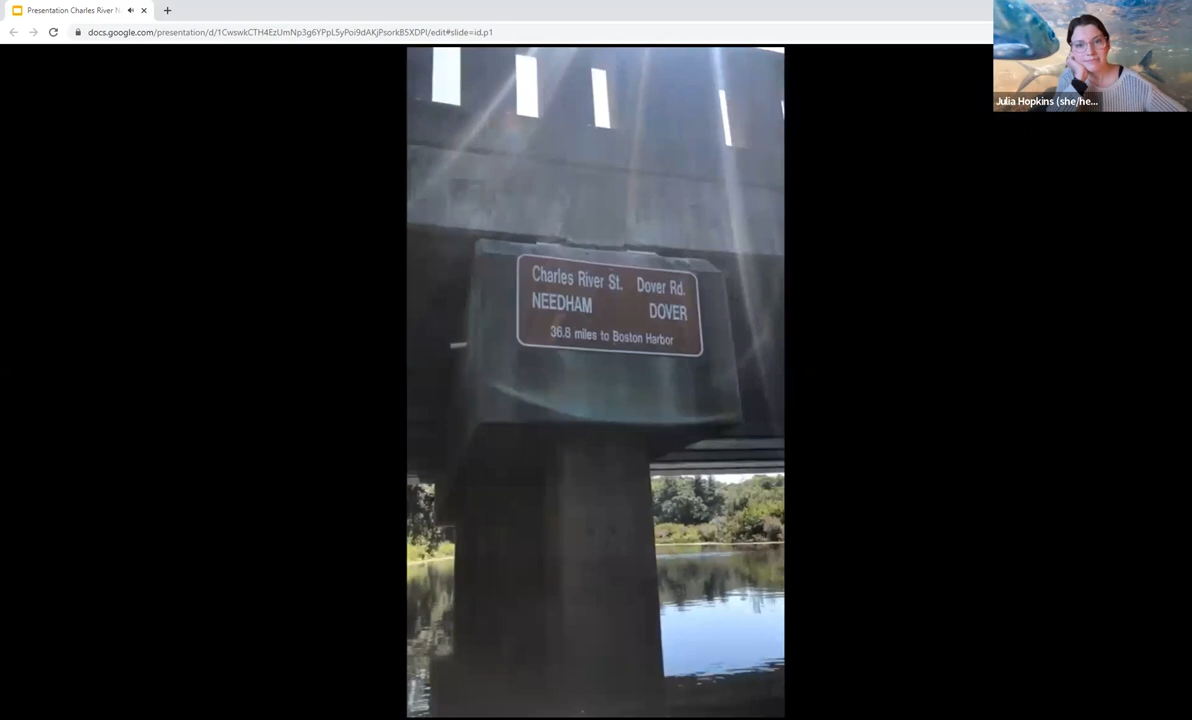 Presentation Charles River N
docs.google.com/presentation/d/1CwswkCTH4EzUmNp3g6YPpL5yPoi9dAKjPsorkB5XDPI/edit#slide=id.p1
Julia Hopkins (she/he...
Charles River St. Dover Rd.
NEEDHAM DOVER
36.8 miles to Boston Harbor